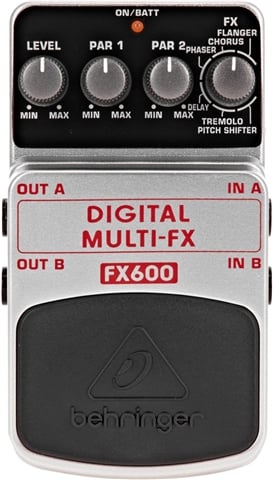 ON/BATT
FX
FLANGER
CHORUS
PHASER
LEVEL
PAR 1
PAR 2
DELAY
MIN MAX
MIN MAX
MIN MAX
TREMOLO
PITCH SHIFTER
OUT A
IN A
DIGITAL
MULTI-FX
OUT B
IN B
FX600
behringer